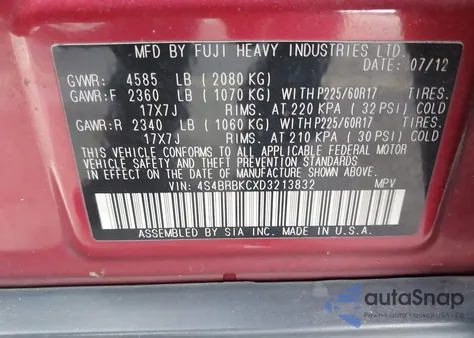 MFD BY FUJI HEAVY INDUSTRIES LTD.
DATE: 07/12
GVWR: 4585 LB (2080 KG)
GAWR:F 2360 LB (1070 KG) WITH P225/60R17 TIRES.
17X7J RIMS. AT 220 KPA (32 PSI) COLD
GAWR:R 2340 LB (1060 KG) WITH P225/60R17 TIRES.
17X7J RIMS. AT 210 KPA (30 PSI) COLD
THIS VEHICLE CONFORMS TO ALL APPLICABLE FEDERAL MOTOR
VEHICLE SAFETY AND THEFT PREVENTION STANDARDS IN EFFECT
ON THE DATE OF MANUFACTURE SHOWN ABOVE.
VIN: 4S4BRBKCXD3213832 MPV
ASSEMBLED BY SIA INC. IN U.S.A.
autoSnap